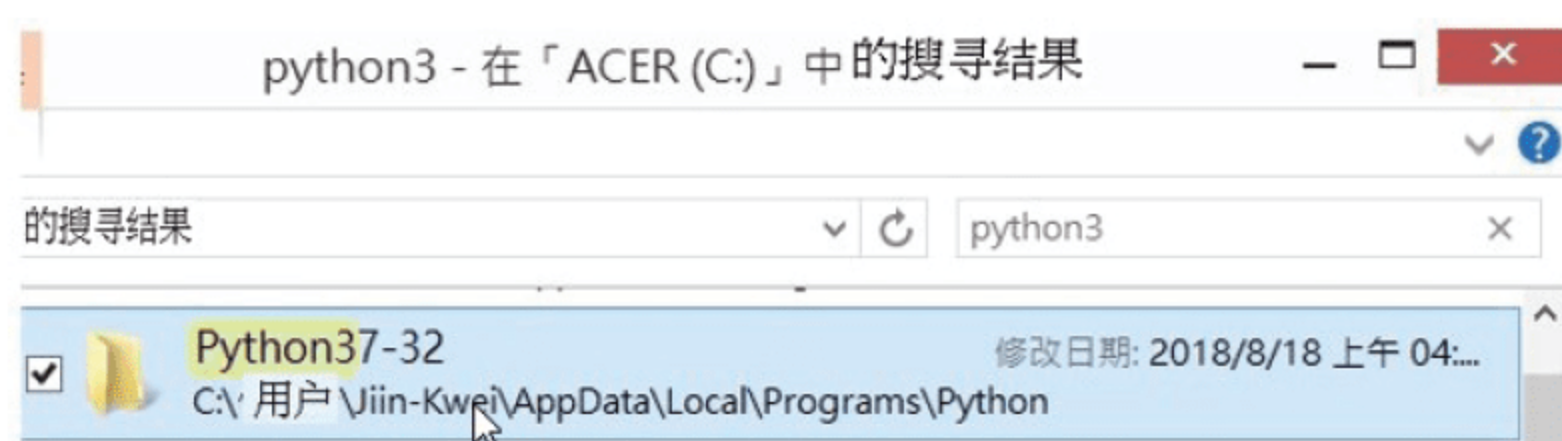 python3 - 在「ACER (C:)」中的搜寻结果
的搜寻结果
python3
Python37-32
修改日期: 2018/8/18 上午 04:...
C:\用户\Jiin-Kwei\AppData\Local\Programs\Python